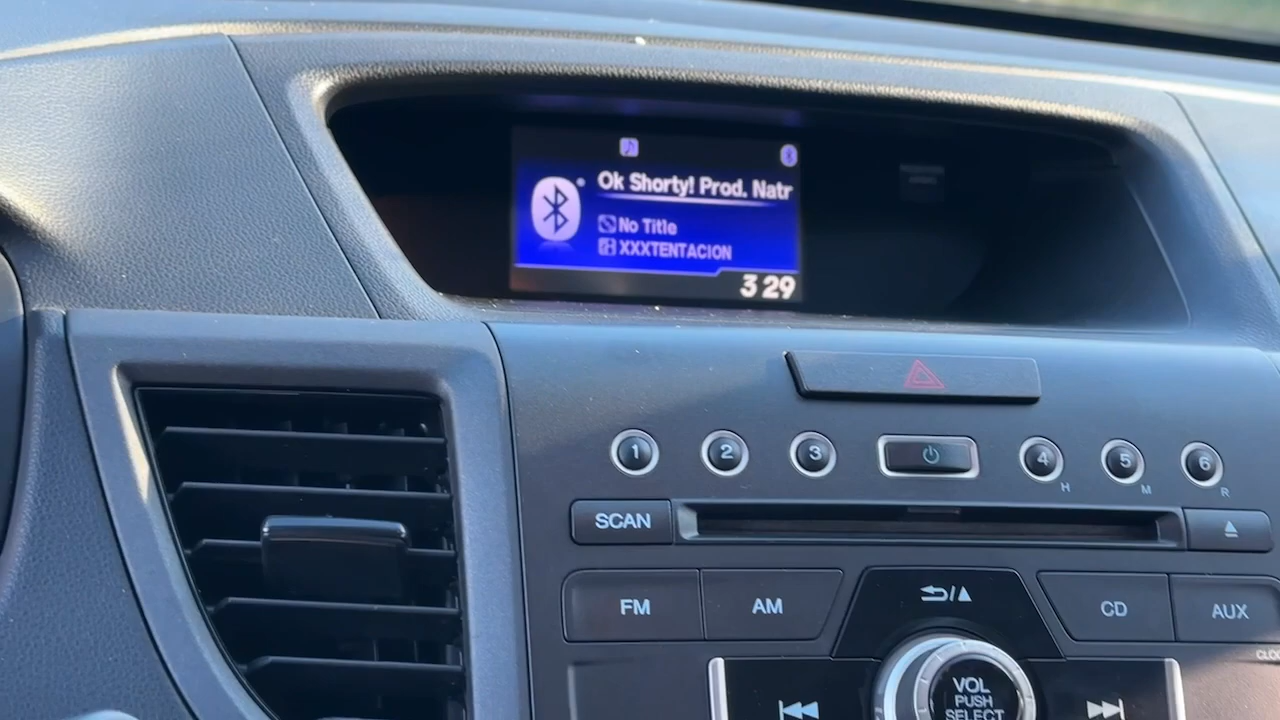 Ok Shorty! Prod. Natr
No Title
XXXTENTACION
3 29
1 2 3 4 5 6
H M R
SCAN
FM AM CD AUX
VOL
PUSH
SELECT